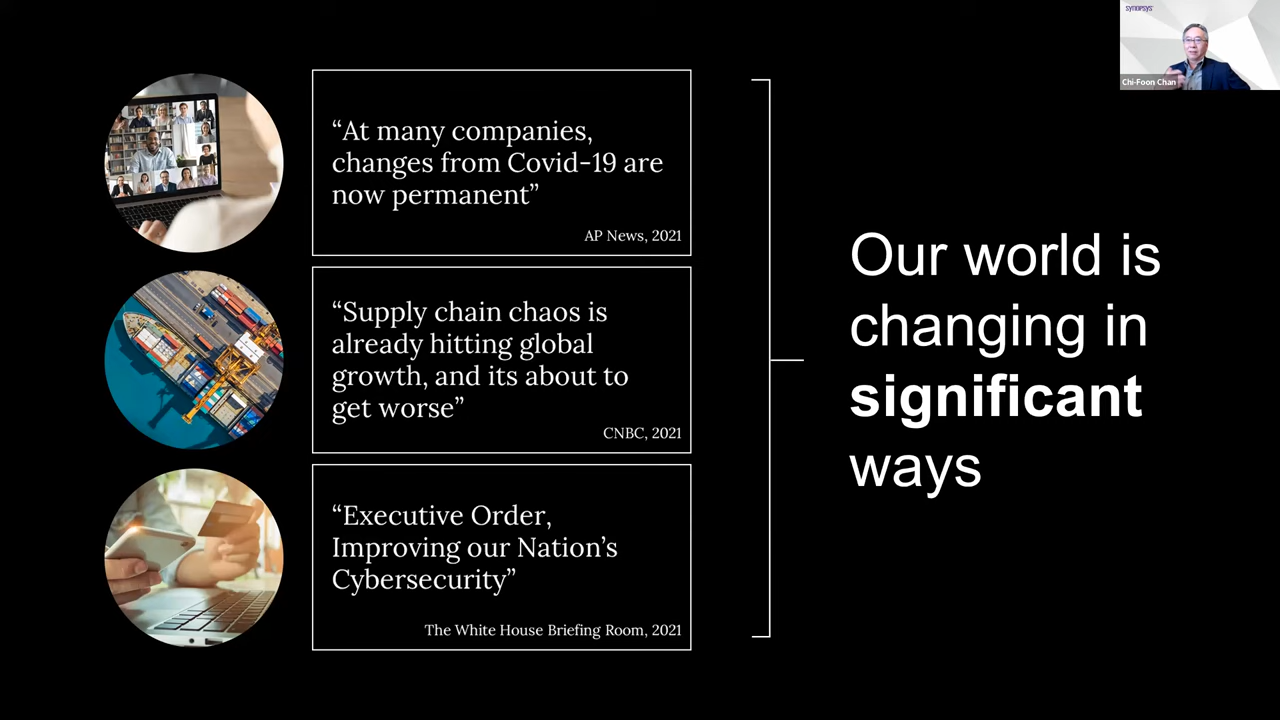 SYNOPSYS
Chi-Foon Chan
“At many companies,
changes from Covid-19 are
now permanent”
AP News, 2021
“Supply chain chaos is
already hitting global
growth, and its about to
get worse”
CNBC, 2021
“Executive Order,
Improving our Nation’s
Cybersecurity”
The White House Briefing Room, 2021
Our world is
changing in
significant
ways